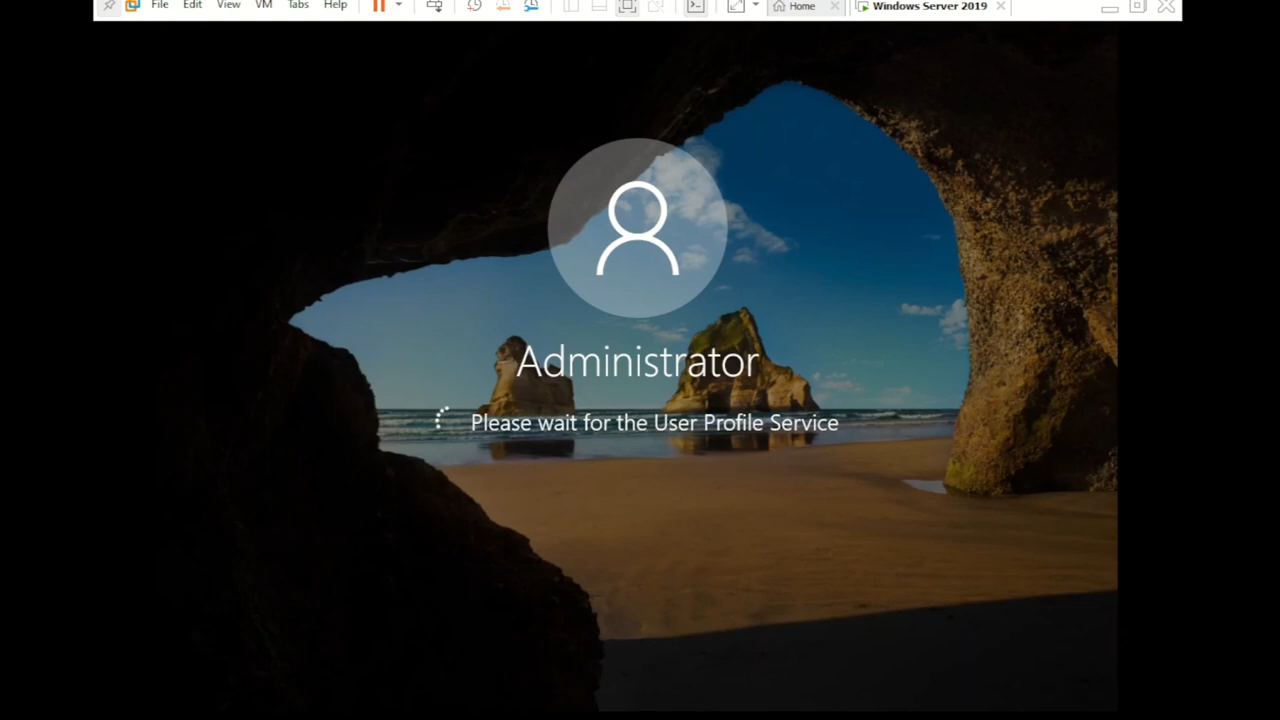 File Edit View VM Tabs Help Home Windows Server 2019
Administrator
Please wait for the User Profile Service